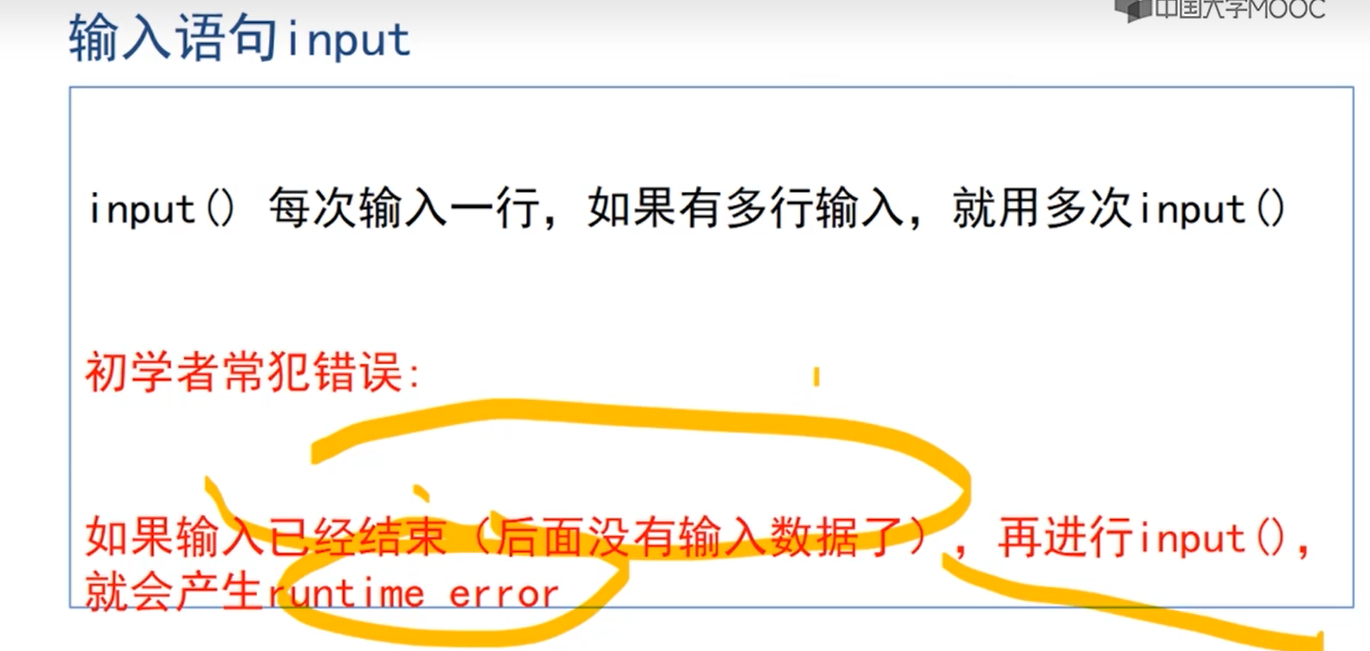 中国大学MOOC
输入语句input
input() 每次输入一行，如果有多行输入，就用多次input()
初学者常犯错误:
如果输入已经结束（后面没有输入数据了），再进行input()，
就会产生runtime error